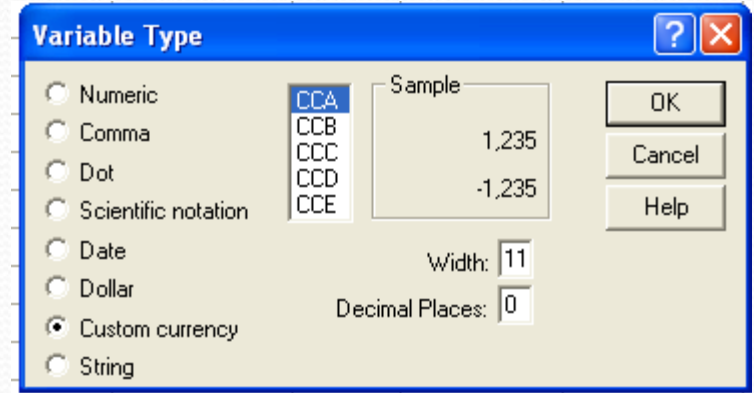 Variable Type
Numeric
Comma
Dot
Scientific notation
Date
Dollar
Custom currency
String
CCA
CCB
CCC
CCD
CCE
Sample
1,235
-1,235
Width: 11
Decimal Places: 0
OK
Cancel
Help